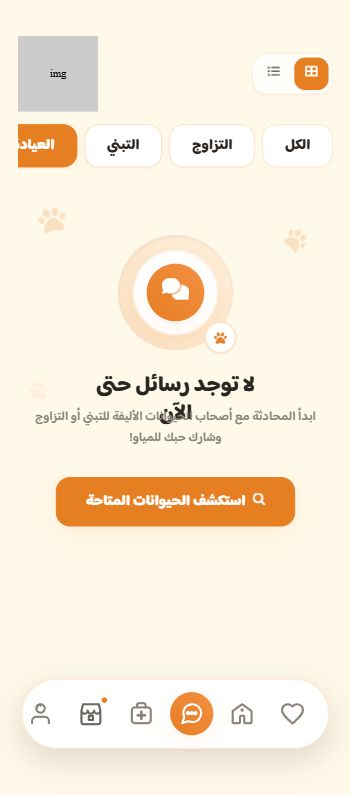 img
الكل
التزاوج
التبني
لا توجد رسائل حتى
الآن
ابدأ المحادثة مع أصحاب الحيوانات الأليفة للتبني أو التزاوج
وشارك حبك للمياو!
استكشف الحيوانات المتاحة